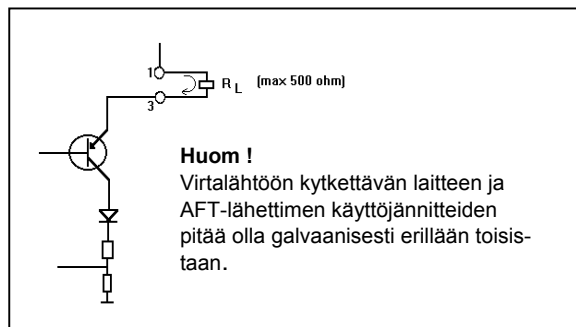 1
R L (max 500 ohm)
3
Huom !
Virtalähtöön kytkettävän laitteen ja
AFT-lähettimen käyttöjännitteiden
pitää olla galvaanisesti erillään toisis-
taan.